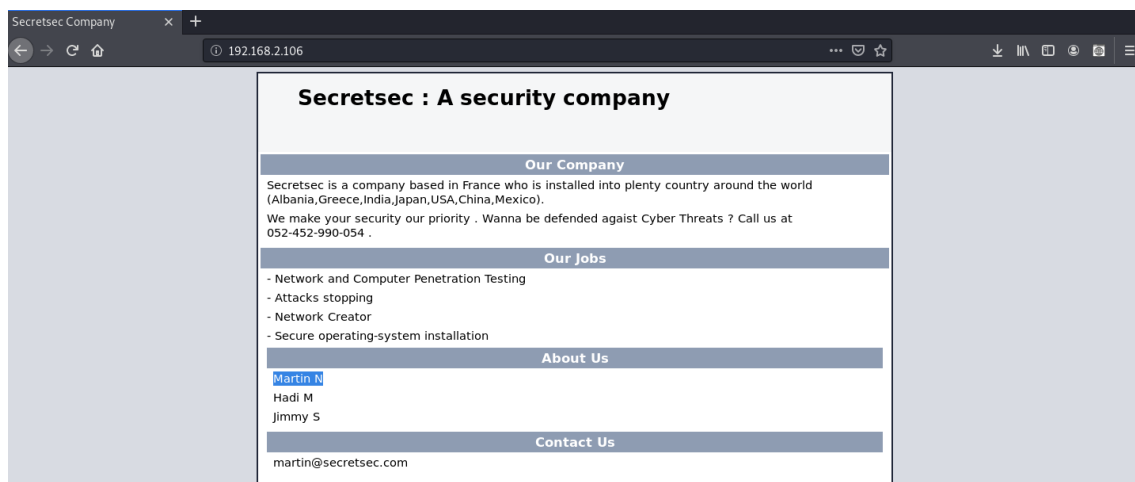 Secretsec Company
192.168.2.106
Secretsec : A security company
Our Company
Secretsec is a company based in France who is installed into plenty country around the world
(Albania,Greece,India,Japan,USA,China,Mexico).
We make your security our priority . Wanna be defended agaist Cyber Threats ? Call us at
052-452-990-054 .
Our Jobs
- Network and Computer Penetration Testing
- Attacks stopping
- Network Creator
- Secure operating-system installation
About Us
Martin N
Hadi M
Jimmy S
Contact Us
martin@secretsec.com